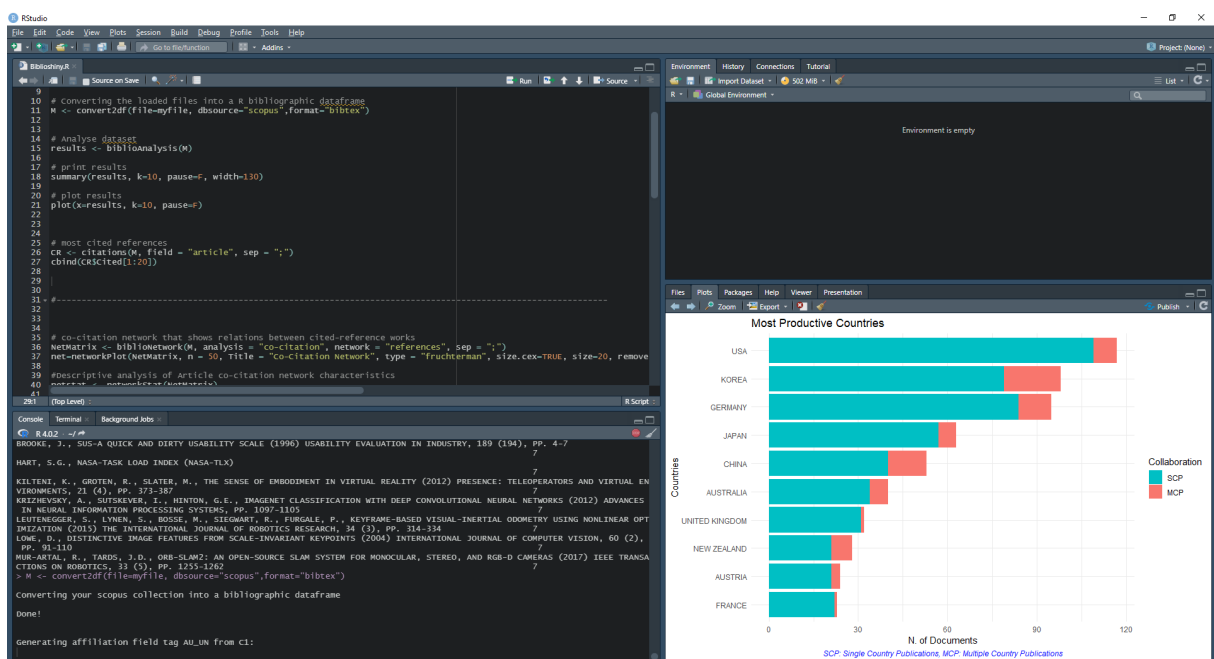 RStudio
File Edit Code View Plots Session Build Debug Profile Tools Help
Go to file/function Addins Project: (None)
Biblioshiny.R
Source on Save Run Source
9
10 # Converting the loaded files into a R bibliographic dataframe
11 M <- convert2df(file=myfile, dbsource="scopus",format="bibtex")
12
13
14 # Analyse dataset
15 results <- biblioAnalysis(M)
16
17 # print results
18 summary(results, k=10, pause=F, width=130)
19
20 # plot results
21 plot(x=results, k=10, pause=F)
22
23
24
25 # most cited references
26 CR <- citations(M, field = "article", sep = ";")
27 cbind(CR$Cited[1:20])
28
29
30
31 #---------------------------------------------------------------------------------------------
32
33
34
35 # co-citation network that shows relations between cited-reference works
36 NetMatrix <- biblioNetwork(M, analysis = "co-citation", network = "references", sep = ";")
37 net=networkPlot(NetMatrix, n = 50, Title = "Co-Citation Network", type = "fruchterman", size.cex=TRUE, size=20, remove
38
39 #Descriptive analysis of Article co-citation network characteristics
40 netstat <- networkStat(NetMatrix)
41
29:1 (Top Level) R Script
Console Terminal Background Jobs
R 4.0.2 · ~/
BROOKE, J., SUS-A QUICK AND DIRTY USABILITY SCALE (1996) USABILITY EVALUATION IN INDUSTRY, 189 (194), PP. 4-7
7
HART, S.G., NASA-TASK LOAD INDEX (NASA-TLX)
7
KILTENI, K., GROTEN, R., SLATER, M., THE SENSE OF EMBODIMENT IN VIRTUAL REALITY (2012) PRESENCE: TELEOPERATORS AND VIRTUAL EN
VIRONMENTS, 21 (4), PP. 373-387 7
KRIZHEVSKY, A., SUTSKEVER, I., HINTON, G.E., IMAGENET CLASSIFICATION WITH DEEP CONVOLUTIONAL NEURAL NETWORKS (2012) ADVANCES
IN NEURAL INFORMATION PROCESSING SYSTEMS, PP. 1097-1105 7
LEUTENEGGER, S., LYNEN, S., BOSSE, M., SIEGWART, R., FURGALE, P., KEYFRAME-BASED VISUAL-INERTIAL ODOMETRY USING NONLINEAR OPT
IMIZATION (2015) THE INTERNATIONAL JOURNAL OF ROBOTICS RESEARCH, 34 (3), PP. 314-334 7
LOWE, D., DISTINCTIVE IMAGE FEATURES FROM SCALE-INVARIANT KEYPOINTS (2004) INTERNATIONAL JOURNAL OF COMPUTER VISION, 60 (2),
PP. 91-110 7
MUR-ARTAL, R., TARDS, J.D., ORB-SLAM2: AN OPEN-SOURCE SLAM SYSTEM FOR MONOCULAR, STEREO, AND RGB-D CAMERAS (2017) IEEE TRANSA
CTIONS ON ROBOTICS, 33 (5), PP. 1255-1262 7
> M <- convert2df(file=myfile, dbsource="scopus",format="bibtex")
Converting your scopus collection into a bibliographic dataframe
Done!
Generating affiliation field tag AU_UN from C1:
Environment History Connections Tutorial
Import Dataset 502 MiB List
R Global Environment
Environment is empty
Files Plots Packages Help Viewer Presentation
Zoom Export Publish
Most Productive Countries
USA
KOREA
GERMANY
JAPAN
CHINA
AUSTRALIA
UNITED KINGDOM
NEW ZEALAND
AUSTRIA
FRANCE
Countries
0 30 60 90 120
N. of Documents
SCP: Single Country Publications, MCP: Multiple Country Publications
Collaboration
SCP
MCP